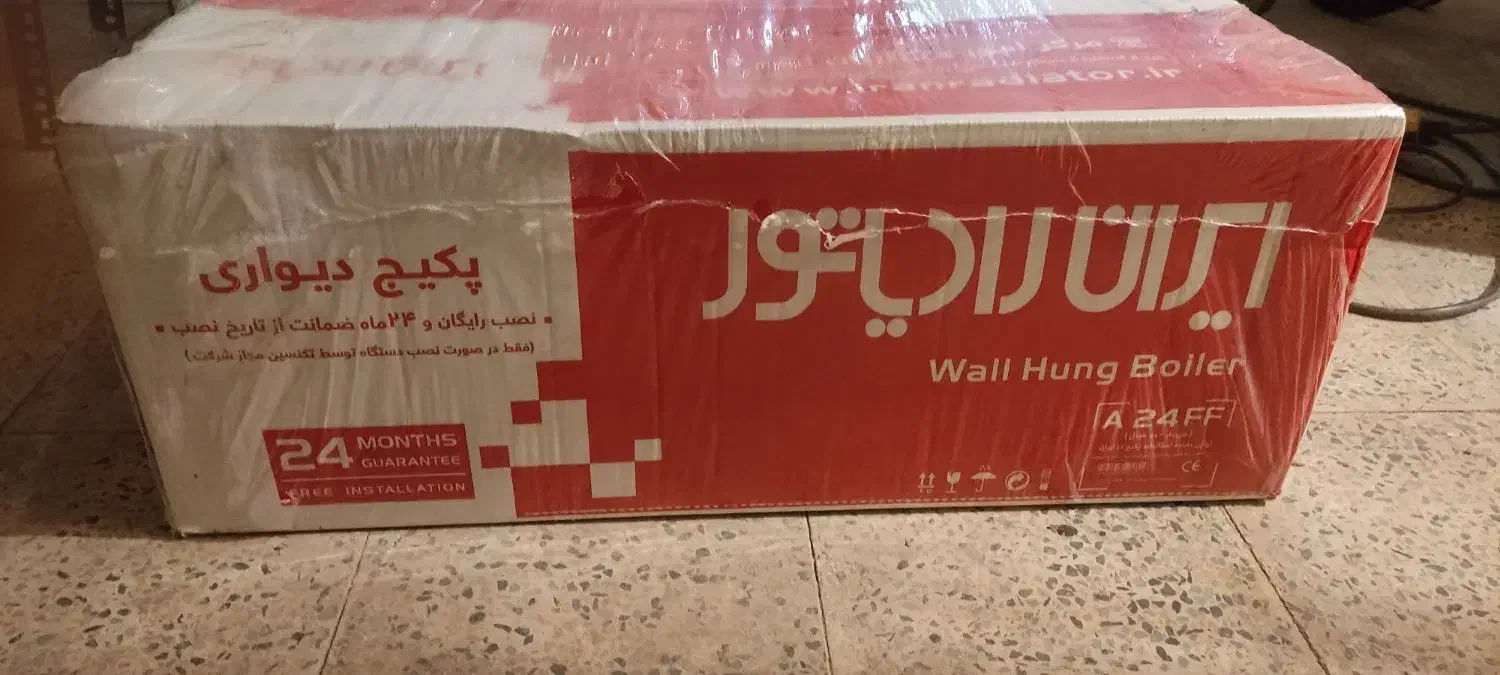 www.iranradiator.ir
ایران رادیاتور
Wall Hung Boiler
A 24FF
CE
پکیج دیواری
▪ نصب رایگان و ۲۴ماه ضمانت از تاریخ نصب ▪
(فقط در صورت نصب دستگاه توسط تکنسین مجاز شرکت)
24 MONTHS
GUARANTEE
FREE INSTALLATION